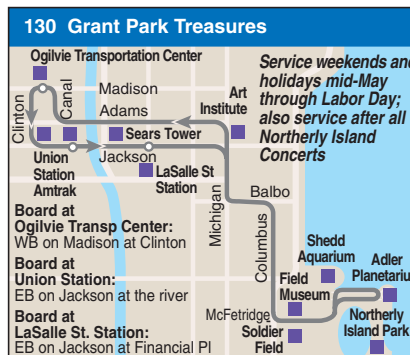 130 Grant Park Treasures
Ogilvie Transportation Center
Service weekends and
holidays mid-May
through Labor Day;
also service after all
Northerly Island
Concerts
Canal
Madison
Adams
Art
Institute
Clinton
Sears Tower
Union
Station
Amtrak
Jackson
LaSalle St
Station
Michigan
Balbo
Columbus
Board at
Ogilvie Transp Center:
WB on Madison at Clinton
Board at
Union Station:
EB on Jackson at the river
Board at
LaSalle St. Station:
EB on Jackson at Financial Pl
Shedd
Aquarium
Adler
Planetarium
Field
Museum
McFetridge
Soldier
Field
Northerly
Island Park